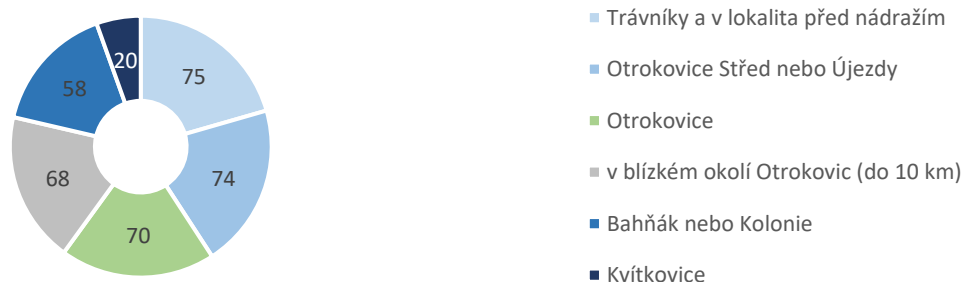 20
75
58
74
68
70
Trávníky a v lokalita před nádražím
Otrokovice Střed nebo Újezdy
Otrokovice
v blízkém okolí Otrokovic (do 10 km)
Bahňák nebo Kolonie
Kvítkovice